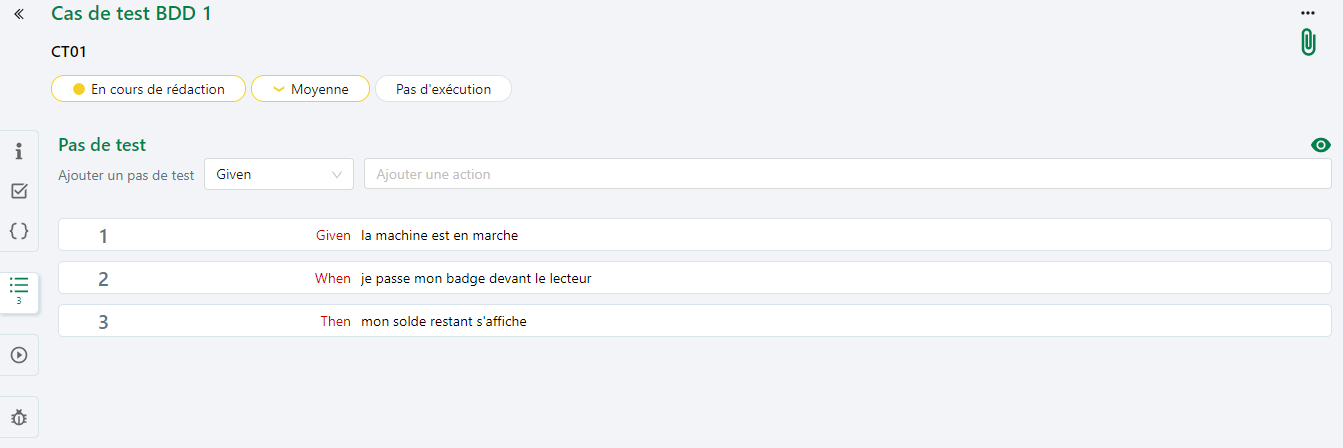 Cas de test BDD 1
CT01
En cours de rédaction Moyenne Pas d'exécution
Pas de test
Ajouter un pas de test Given Ajouter une action
1 Given la machine est en marche
2 When je passe mon badge devant le lecteur
3
3 Then mon solde restant s'affiche